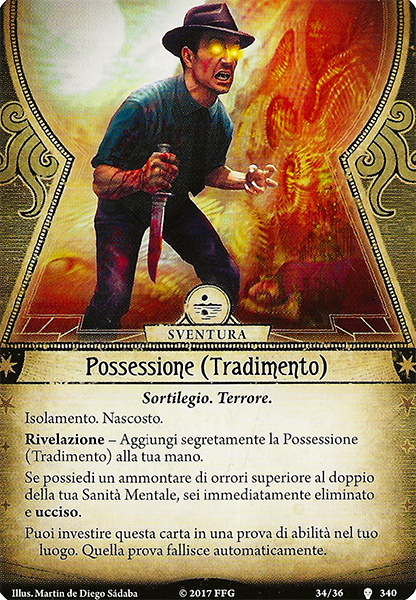 SVENTURA
Possessione (Tradimento)
Sortilegio. Terrore.
Isolamento. Nascosto.
Rivelazione – Aggiungi segretamente la Possessione
(Tradimento) alla tua mano.
Se possiedi un ammontare di orrori superiore al doppio
della tua Sanità Mentale, sei immediatamente eliminato
e ucciso.
Puoi investire questa carta in una prova di abilità nel tuo
luogo. Quella prova fallisce automaticamente.
Illus. Martin de Diego Sádaba © 2017 FFG 34/36 340